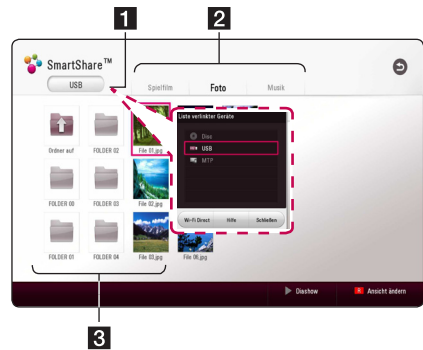 1
2
SmartShare™
USB
Spielfilm
Foto
Musik
Liste verlinkter Geräte
Disc
USB
MTP
Wi-Fi Direct
Hilfe
Schließen
Ordner auf
FOLDER 02
File 01.jpg
FOLDER 00
FOLDER 03
File 02.jpg
FOLDER 01
FOLDER 04
File 03.jpg
File 06.jpg
Diashow
R Ansicht ändern
3